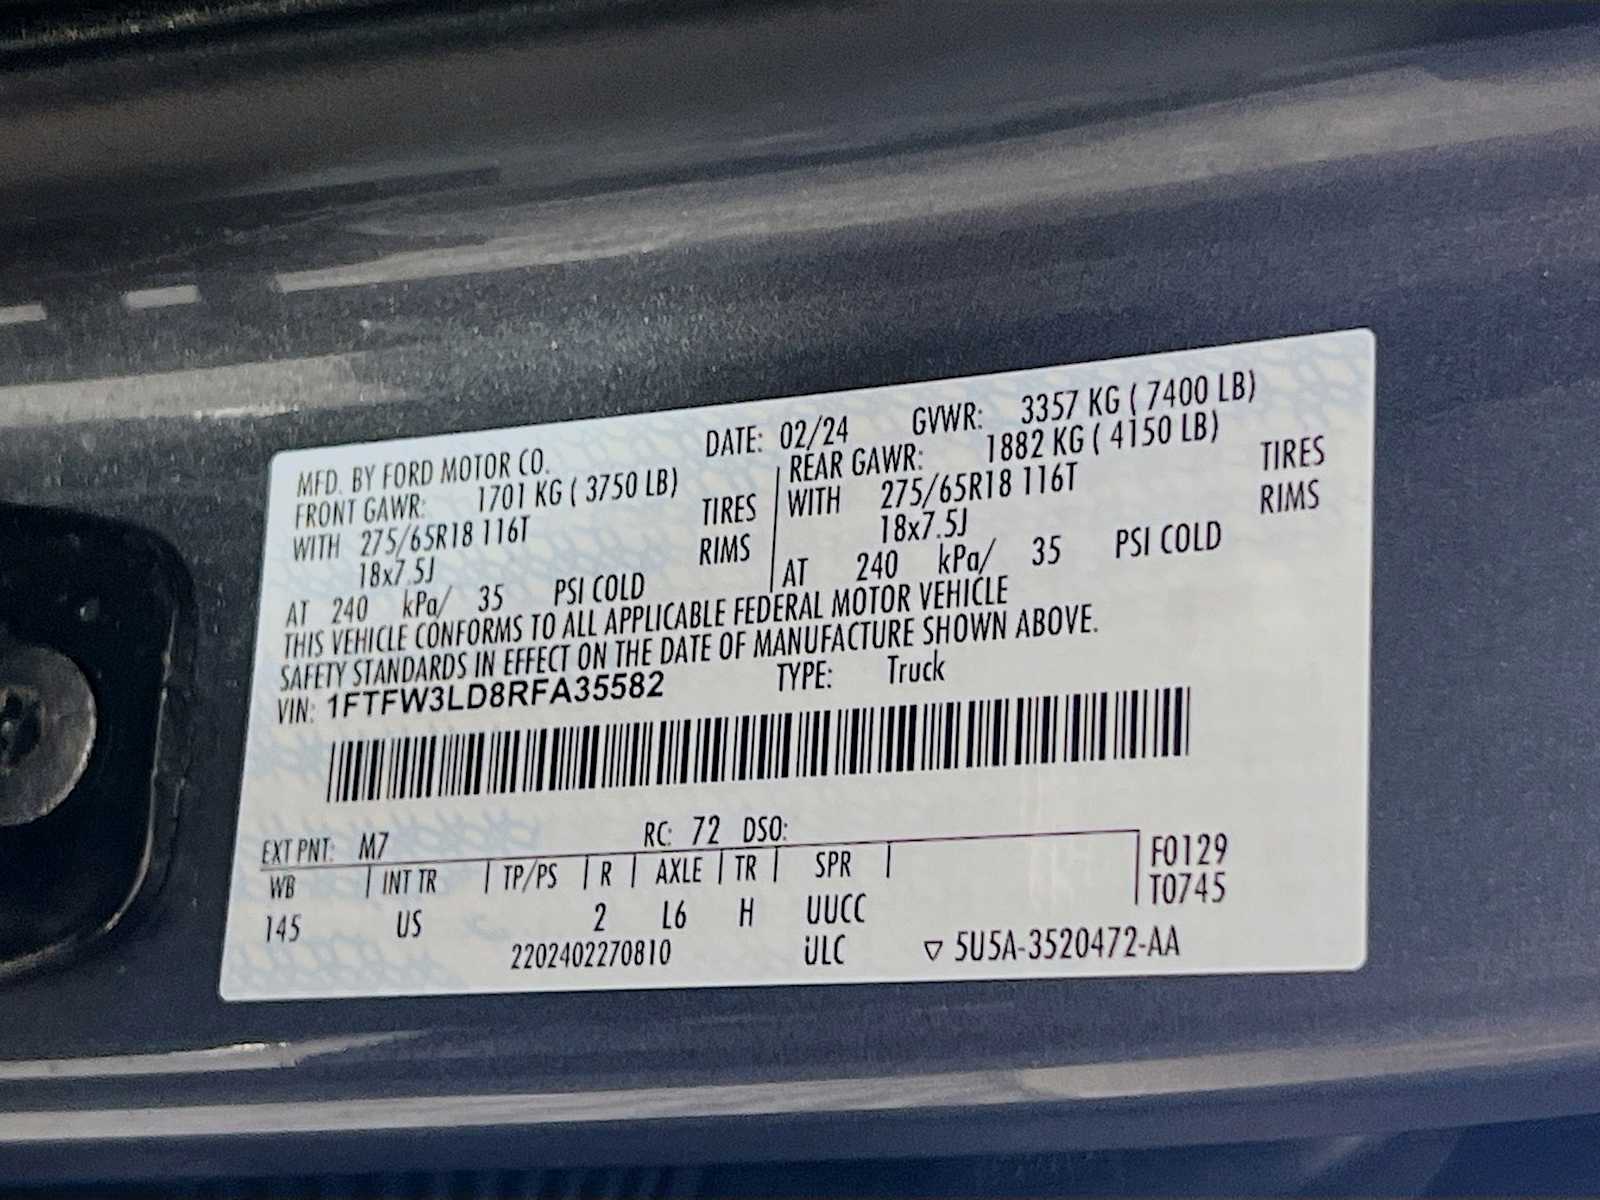 MFD. BY FORD MOTOR CO. DATE: 02/24 GVWR: 3357 KG ( 7400 LB)
FRONT GAWR: 1701 KG ( 3750 LB) REAR GAWR: 1882 KG ( 4150 LB)
WITH 275/65R18 116T TIRES WITH 275/65R18 116T TIRES
18x7.5J RIMS 18x7.5J RIMS
AT 240 kPa/ 35 PSI COLD AT 240 kPa/ 35 PSI COLD
THIS VEHICLE CONFORMS TO ALL APPLICABLE FEDERAL MOTOR VEHICLE
SAFETY STANDARDS IN EFFECT ON THE DATE OF MANUFACTURE SHOWN ABOVE.
VIN: 1FTFW3LD8RFA35582 TYPE: Truck
EXT PNT: M7 RC: 72 DSO:
WB | INT TR | TP/PS | R | AXLE | TR | SPR | F0129
T0745
145 US 2 L6 H UUCC
2202402270810 üLC ▽ 5U5A-3520472-AA